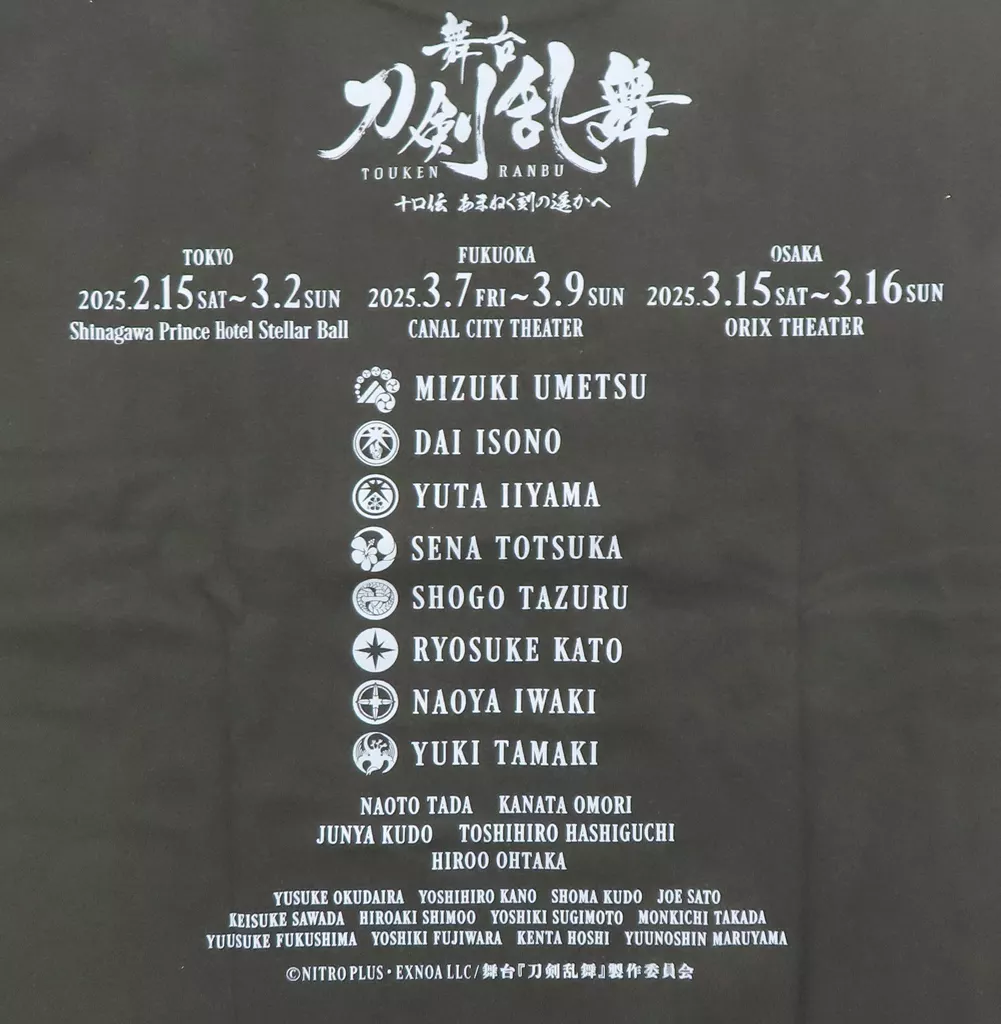 舞台
刀剣乱舞
TOUKEN RANBU
十口伝 あまねく刻の遥かへ
TOKYO
2025.2.15 SAT~3.2 SUN
Shinagawa Prince Hotel Stellar Ball
FUKUOKA
2025.3.7 FRI~3.9 SUN
CANAL CITY THEATER
OSAKA
2025.3.15 SAT~3.16 SUN
ORIX THEATER
MIZUKI UMETSU
DAI ISONO
YUTA IIYAMA
SENA TOTSUKA
SHOGO TAZURU
RYOSUKE KATO
NAOYA IWAKI
YUKI TAMAKI
NAOTO TADA KANATA OMORI
JUNYA KUDO TOSHIHIRO HASHIGUCHI
HIROO OHTAKA
YUSUKE OKUDAIRA YOSHIHIRO KANO SHOMA KUDO JOE SATO
KEISUKE SAWADA HIROAKI SHIMOO YOSHIKI SUGIMOTO MONKICHI TAKADA
YUUSUKE FUKUSHIMA YOSHIKI FUJIWARA KENTA HOSHI YUUNOSHIN MARUYAMA
©NITRO PLUS・EXNOA LLC/舞台『刀剣乱舞』製作委員会